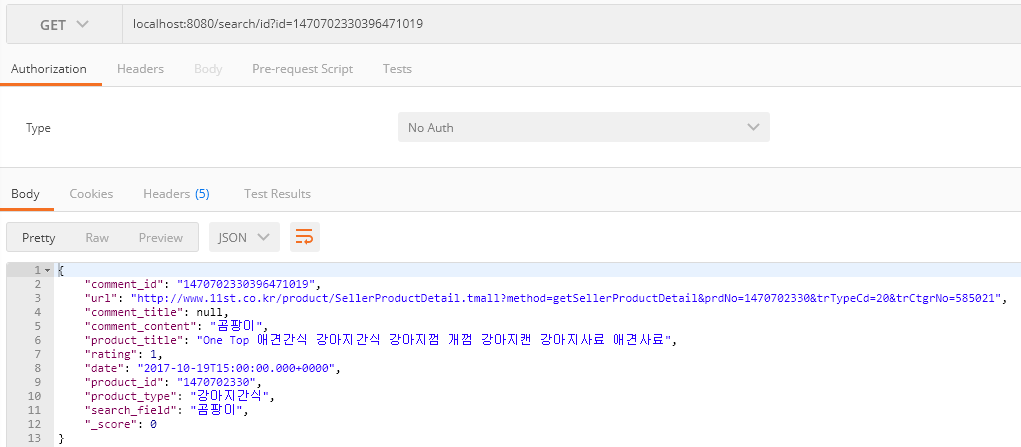 GET localhost:8080/search/id?id=1470702330396471019
Authorization Headers Body Pre-request Script Tests
Type No Auth
Body Cookies Headers (5) Test Results
Pretty Raw Preview JSON
1 {
2 "comment_id": "1470702330396471019",
3 "url": "http://www.11st.co.kr/product/SellerProductDetail.tmall?method=getSellerProductDetail&prdNo=1470702330&trTypeCd=20&trCtgrNo=585021",
4 "comment_title": null,
5 "comment_content": "곰팡이",
6 "product_title": "One Top 애견간식 강아지간식 강아지껌 개껌 강아지캔 강아지사료 애견사료",
7 "rating": 1,
8 "date": "2017-10-19T15:00:00.000+0000",
9 "product_id": "1470702330",
10 "product_type": "강아지간식",
11 "search_field": "곰팡이",
12 "_score": 0
13 }